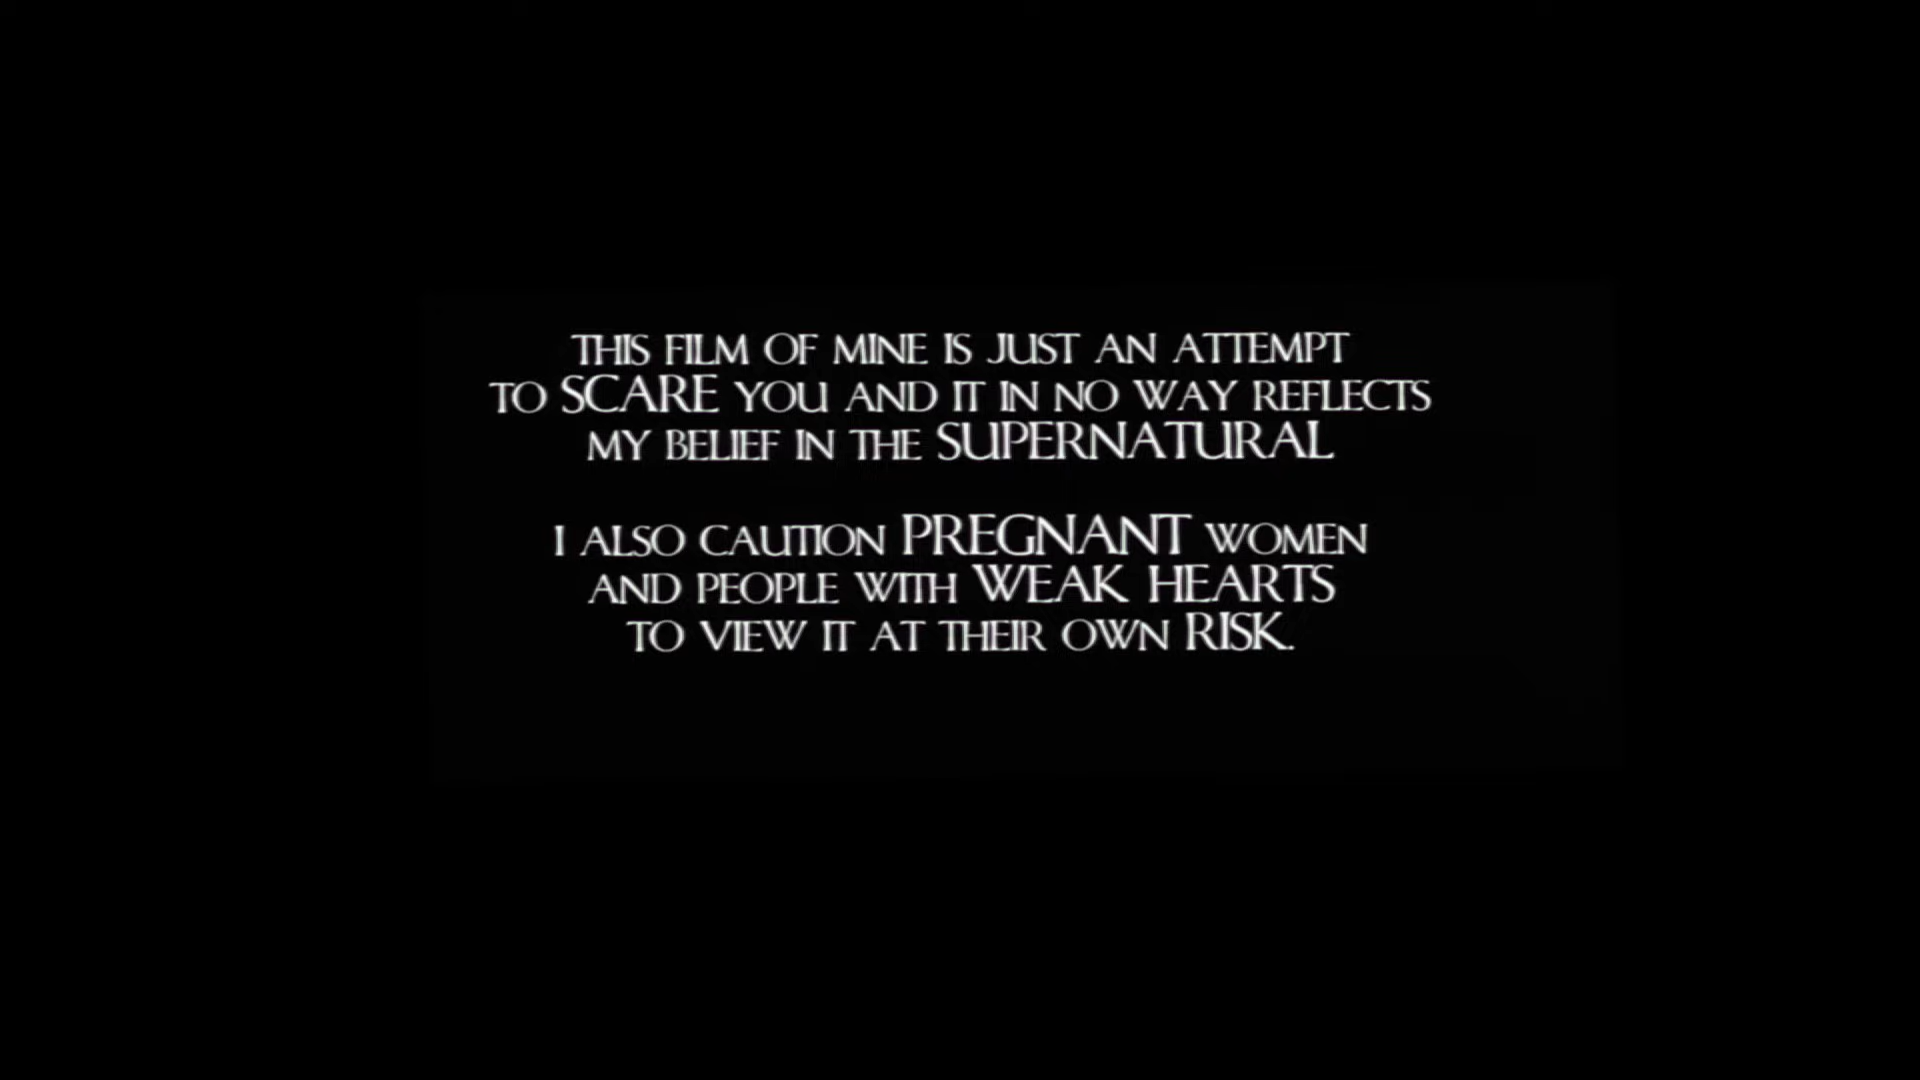 THIS FILM OF MINE IS JUST AN ATTEMPT
TO SCARE YOU AND IT IN NO WAY REFLECTS
MY BELIEF IN THE SUPERNATURAL
I ALSO CAUTION PREGNANT WOMEN
AND PEOPLE WITH WEAK HEARTS
TO VIEW IT AT THEIR OWN RISK.